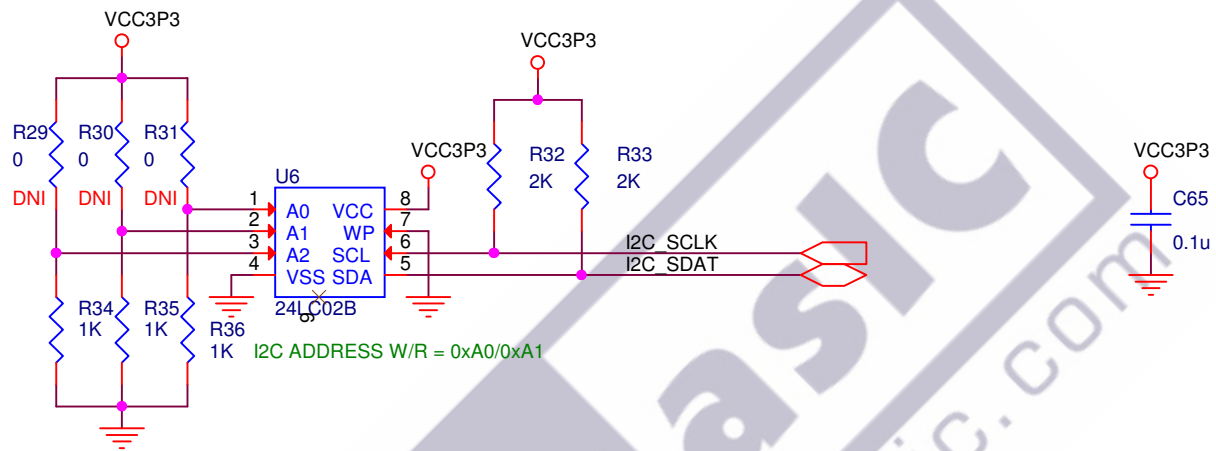 VCC3P3
R29
0
DNI
R30
0
DNI
R31
0
DNI
VCC3P3
U6
1
2
3
4
A0
A1
A2
VSS
VCC
WP
SCL
SDA
8
7
6
5
24LC02B
9
VCC3P3
R32
2K
R33
2K
I2C_SCLK
I2C_SDAT
R34
1K
R35
1K
R36
1K
I2C ADDRESS W/R = 0xA0/0xA1
VCC3P3
C65
0.1u
asic
ic.com